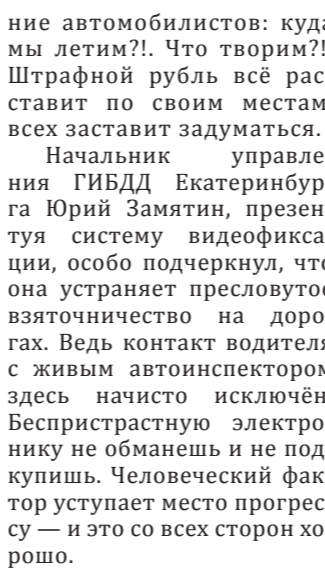 ние автомобилистов: куда
мы летим?!. Что творим?!
Штрафной рубль всё рас
ставит по своим местам
всех заставит задуматься.
Начальник управле
ния ГИБДД Екатеринбур
га Юрий Замятин, презен
туя систему видеофикса
ции, особо подчеркнул, что
она устраняет пресловутое
взяточничество на доро
гах. Ведь контакт водителя
с живым автоинспектором
здесь начисто исключён
Беспристрастную электро
нику не обманешь и не под
купишь. Человеческий фак
тор уступает место прогрес
су — и это со всех сторон хо
рошо.